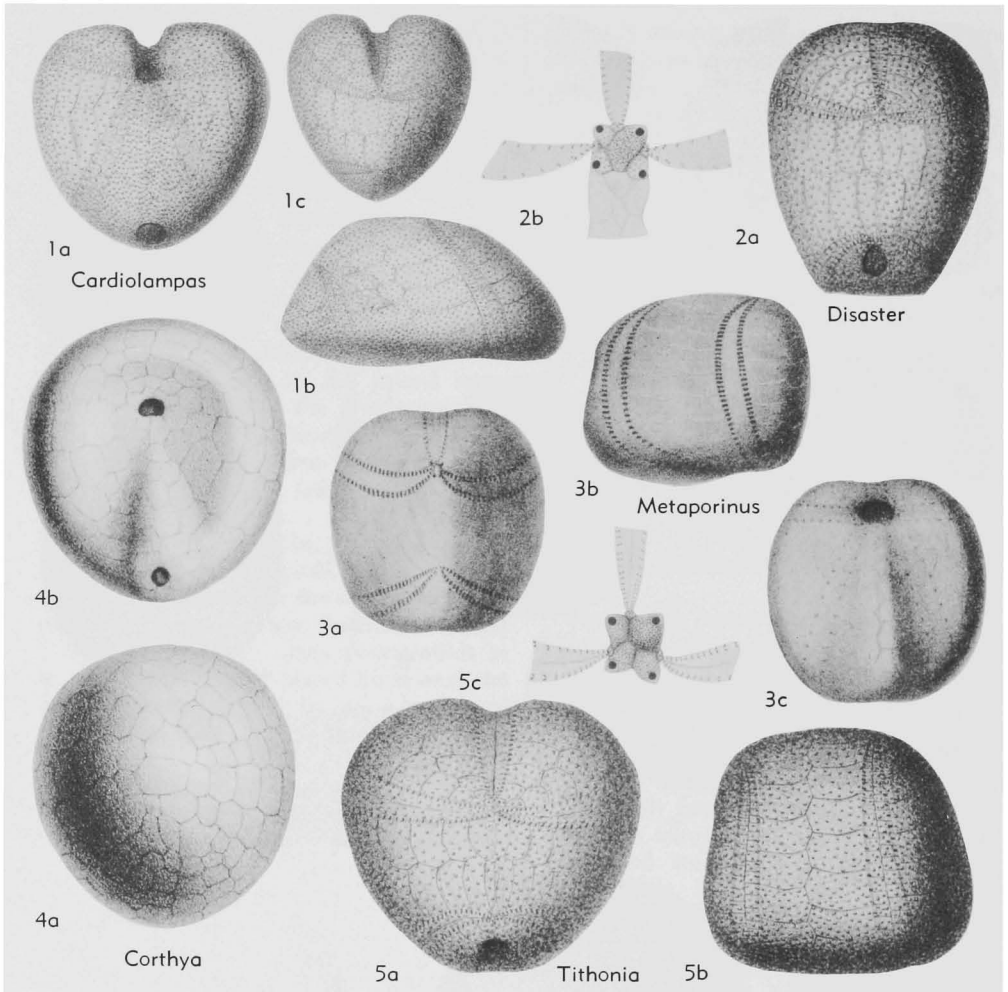 1a
Cardiolampas
1c
2b
2a
Disaster
1b
3b
Metaporinus
4b
3a
5c
3c
4a
Corthya
5a
Tithonia
5b